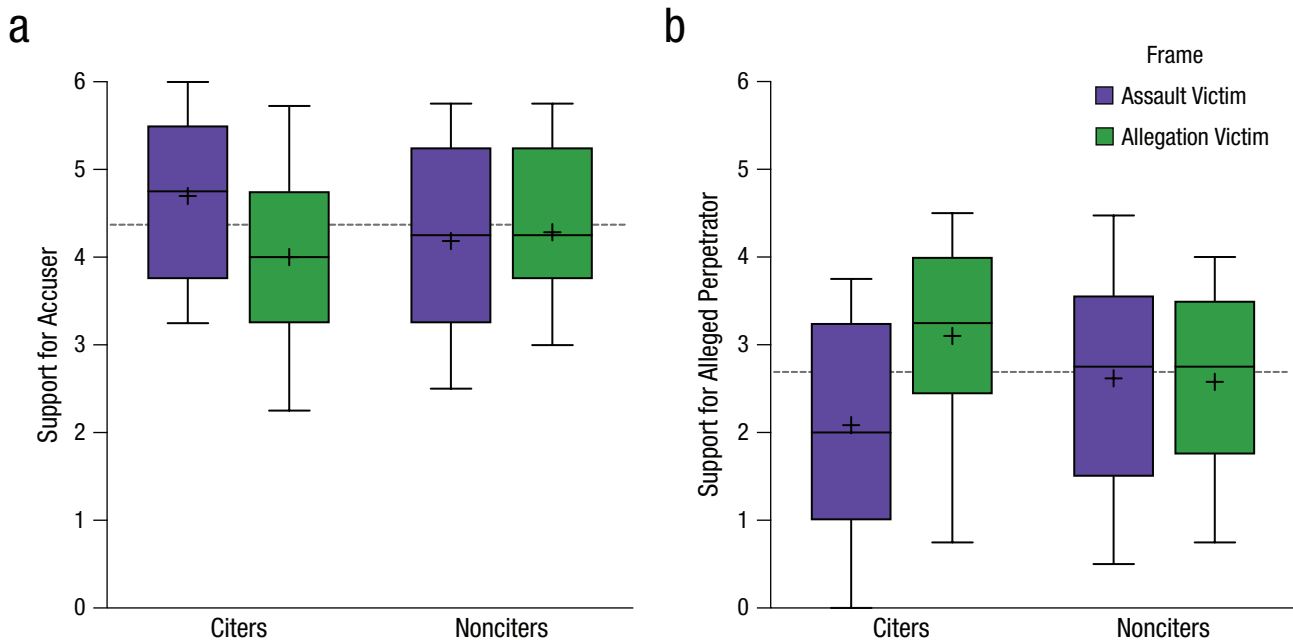 a
Support for Accuser
6
5
4
3
2
1
0
Citers
Nonciters
b
Frame
Assault Victim
Allegation Victim
Support for Alleged Perpetrator
6
5
4
3
2
1
0
Citers
Nonciters